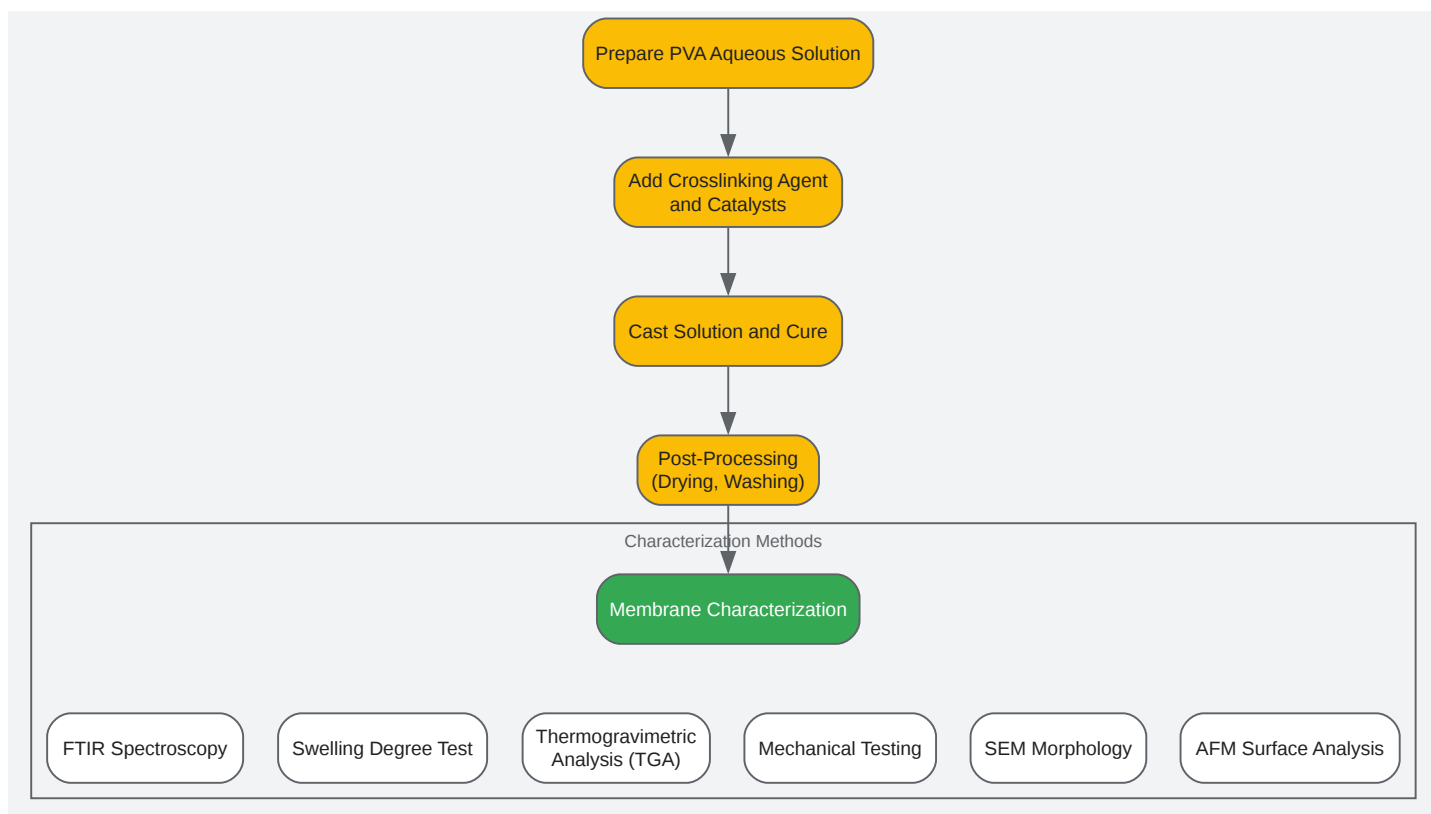 Prepare PVA Aqueous Solution
Add Crosslinking Agent
and Catalysts
Cast Solution and Cure
Post-Processing
(Drying, Washing)
Characterization Methods
Membrane Characterization
FTIR Spectroscopy
Swelling Degree Test
Thermogravimetric
Analysis (TGA)
Mechanical Testing
SEM Morphology
AFM Surface Analysis